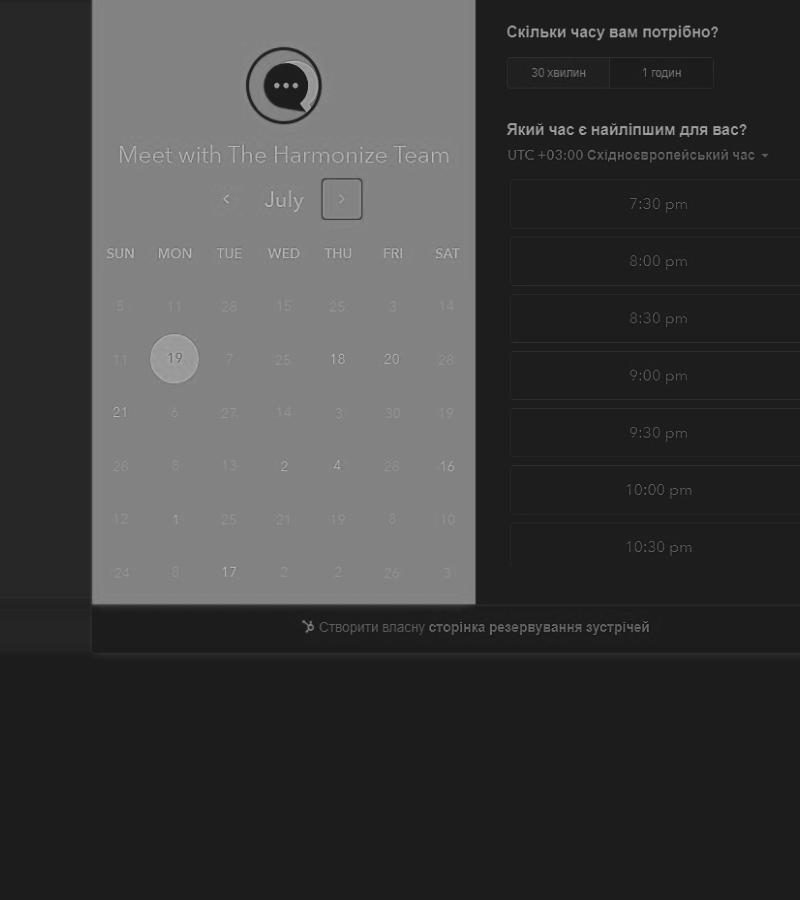 Meet with The Harmonize Team
July
SUN MON TUE WED THU FRI SAT
5 11 28 15 25 3 14
11 19 7 25 18 20 28
21 6 27 14 3 30 19
28 8 13 2 4 28 16
12 1 25 21 19 8 10
24 8 17 2 2 26 3
Скільки часу вам потрібно?
30 хвилин 1 годин
Який час є найліпшим для вас?
UTC +03:00 Східноєвропейський час
7:30 pm
8:00 pm
8:30 pm
9:00 pm
9:30 pm
10:00 pm
10:30 pm
Створити власну сторінка резервування зустрічей